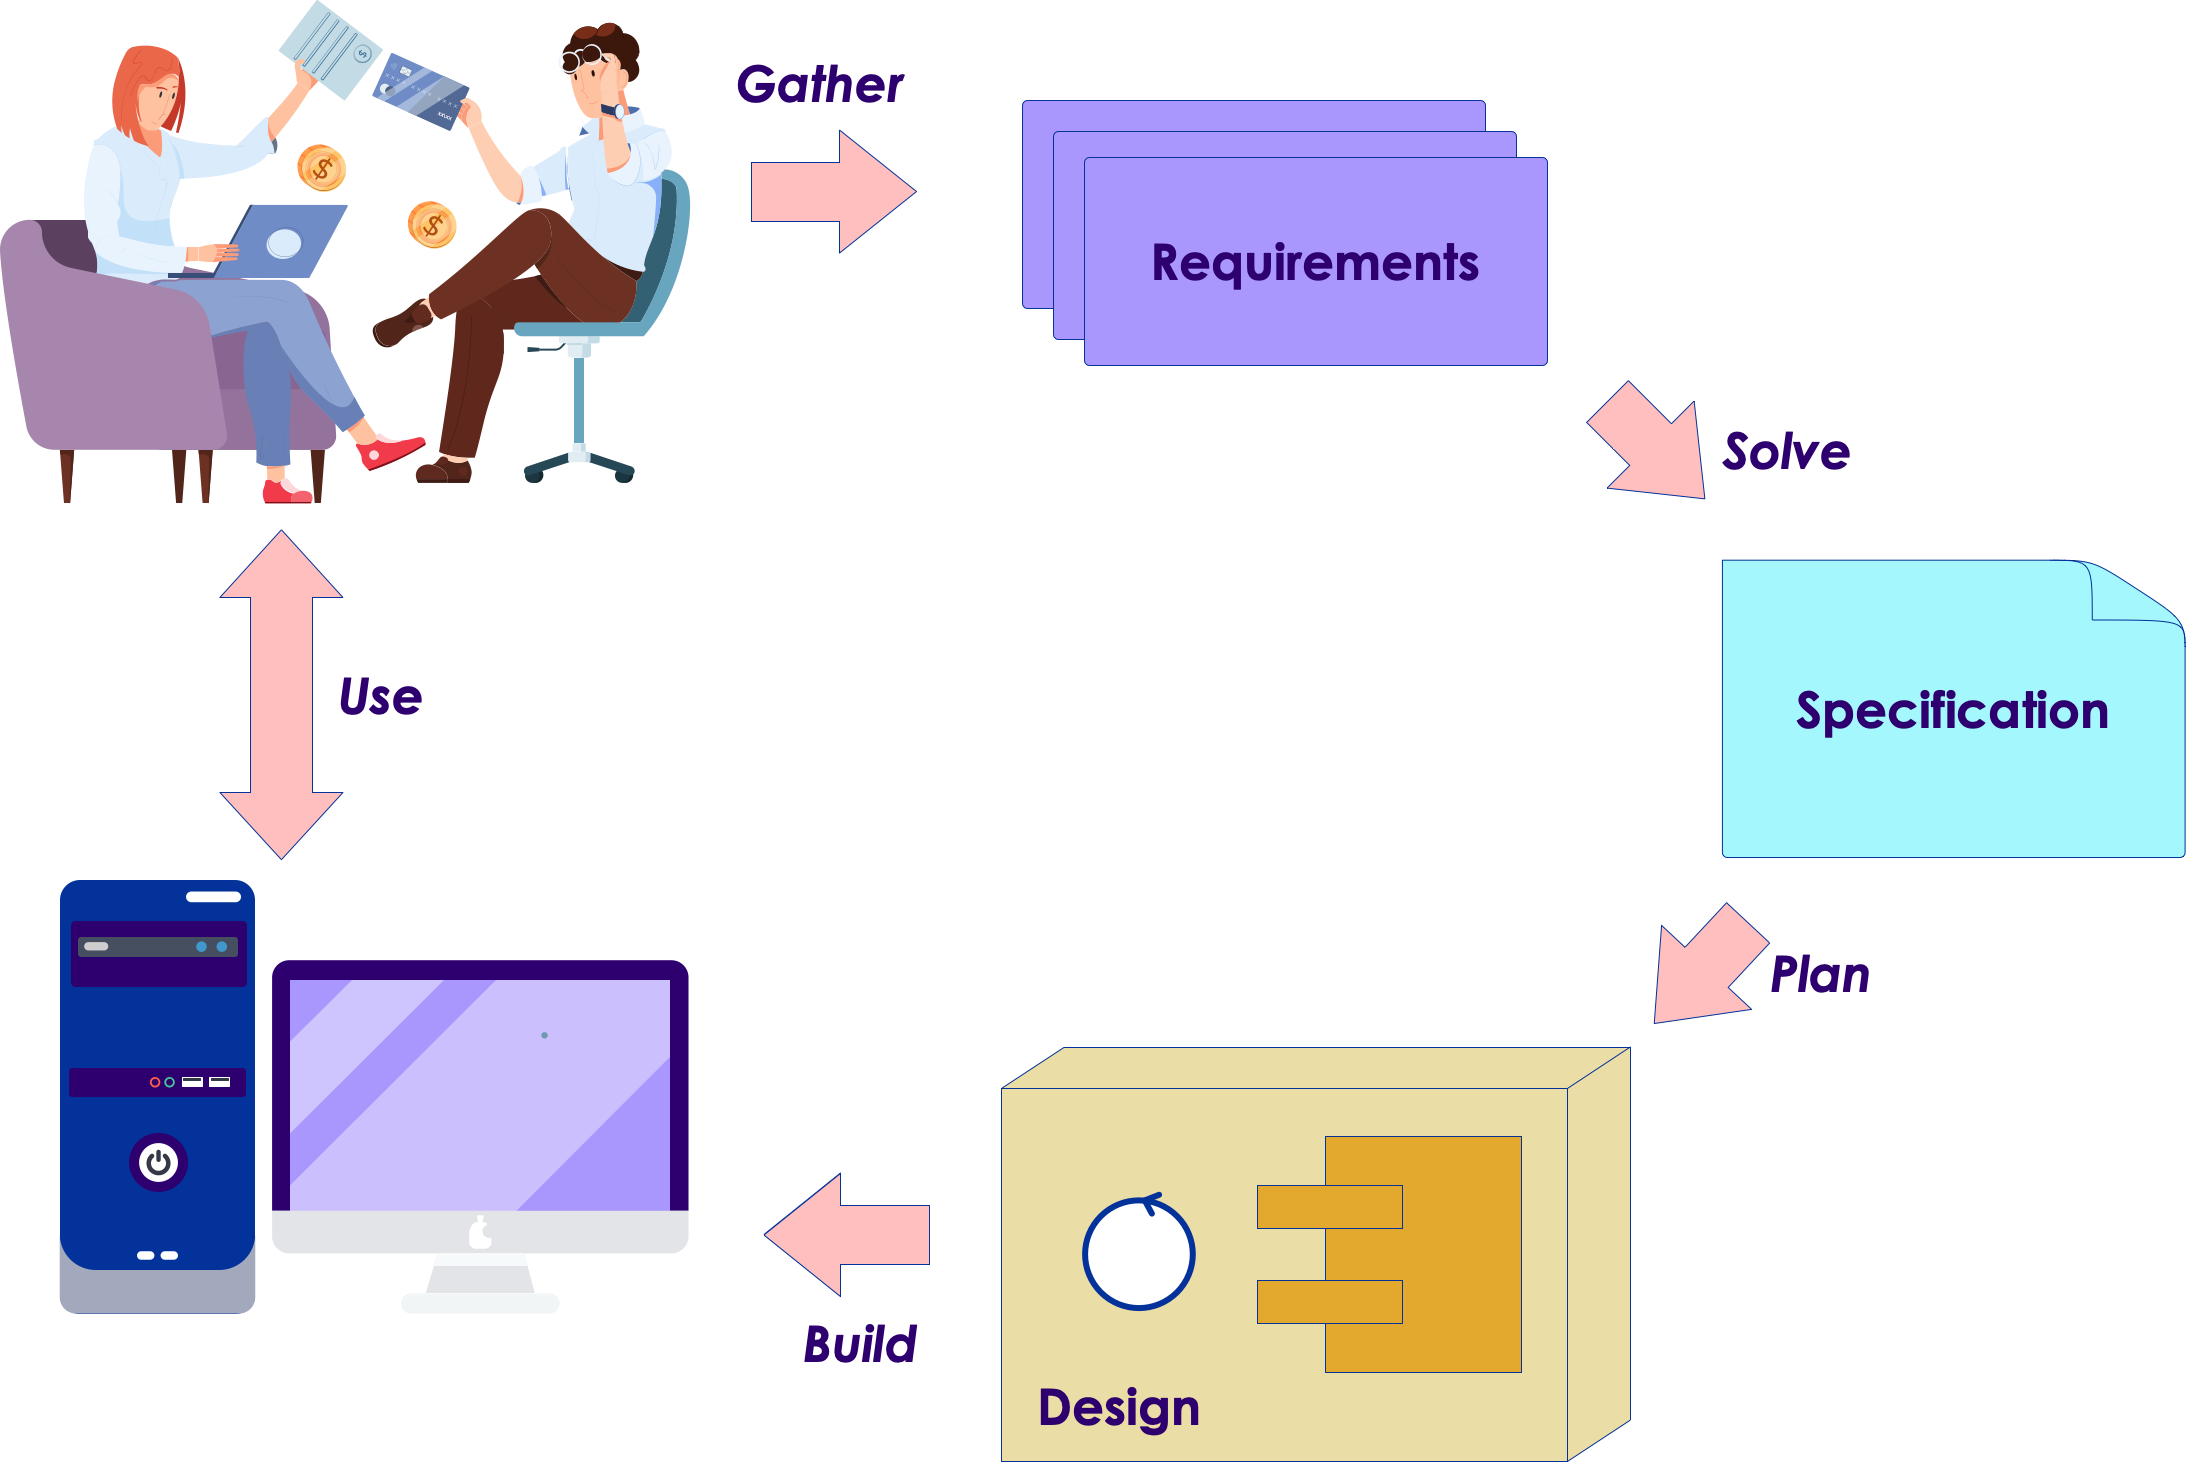 Gather
Requirements
Solve
Specification
Use
Plan
Build
Design